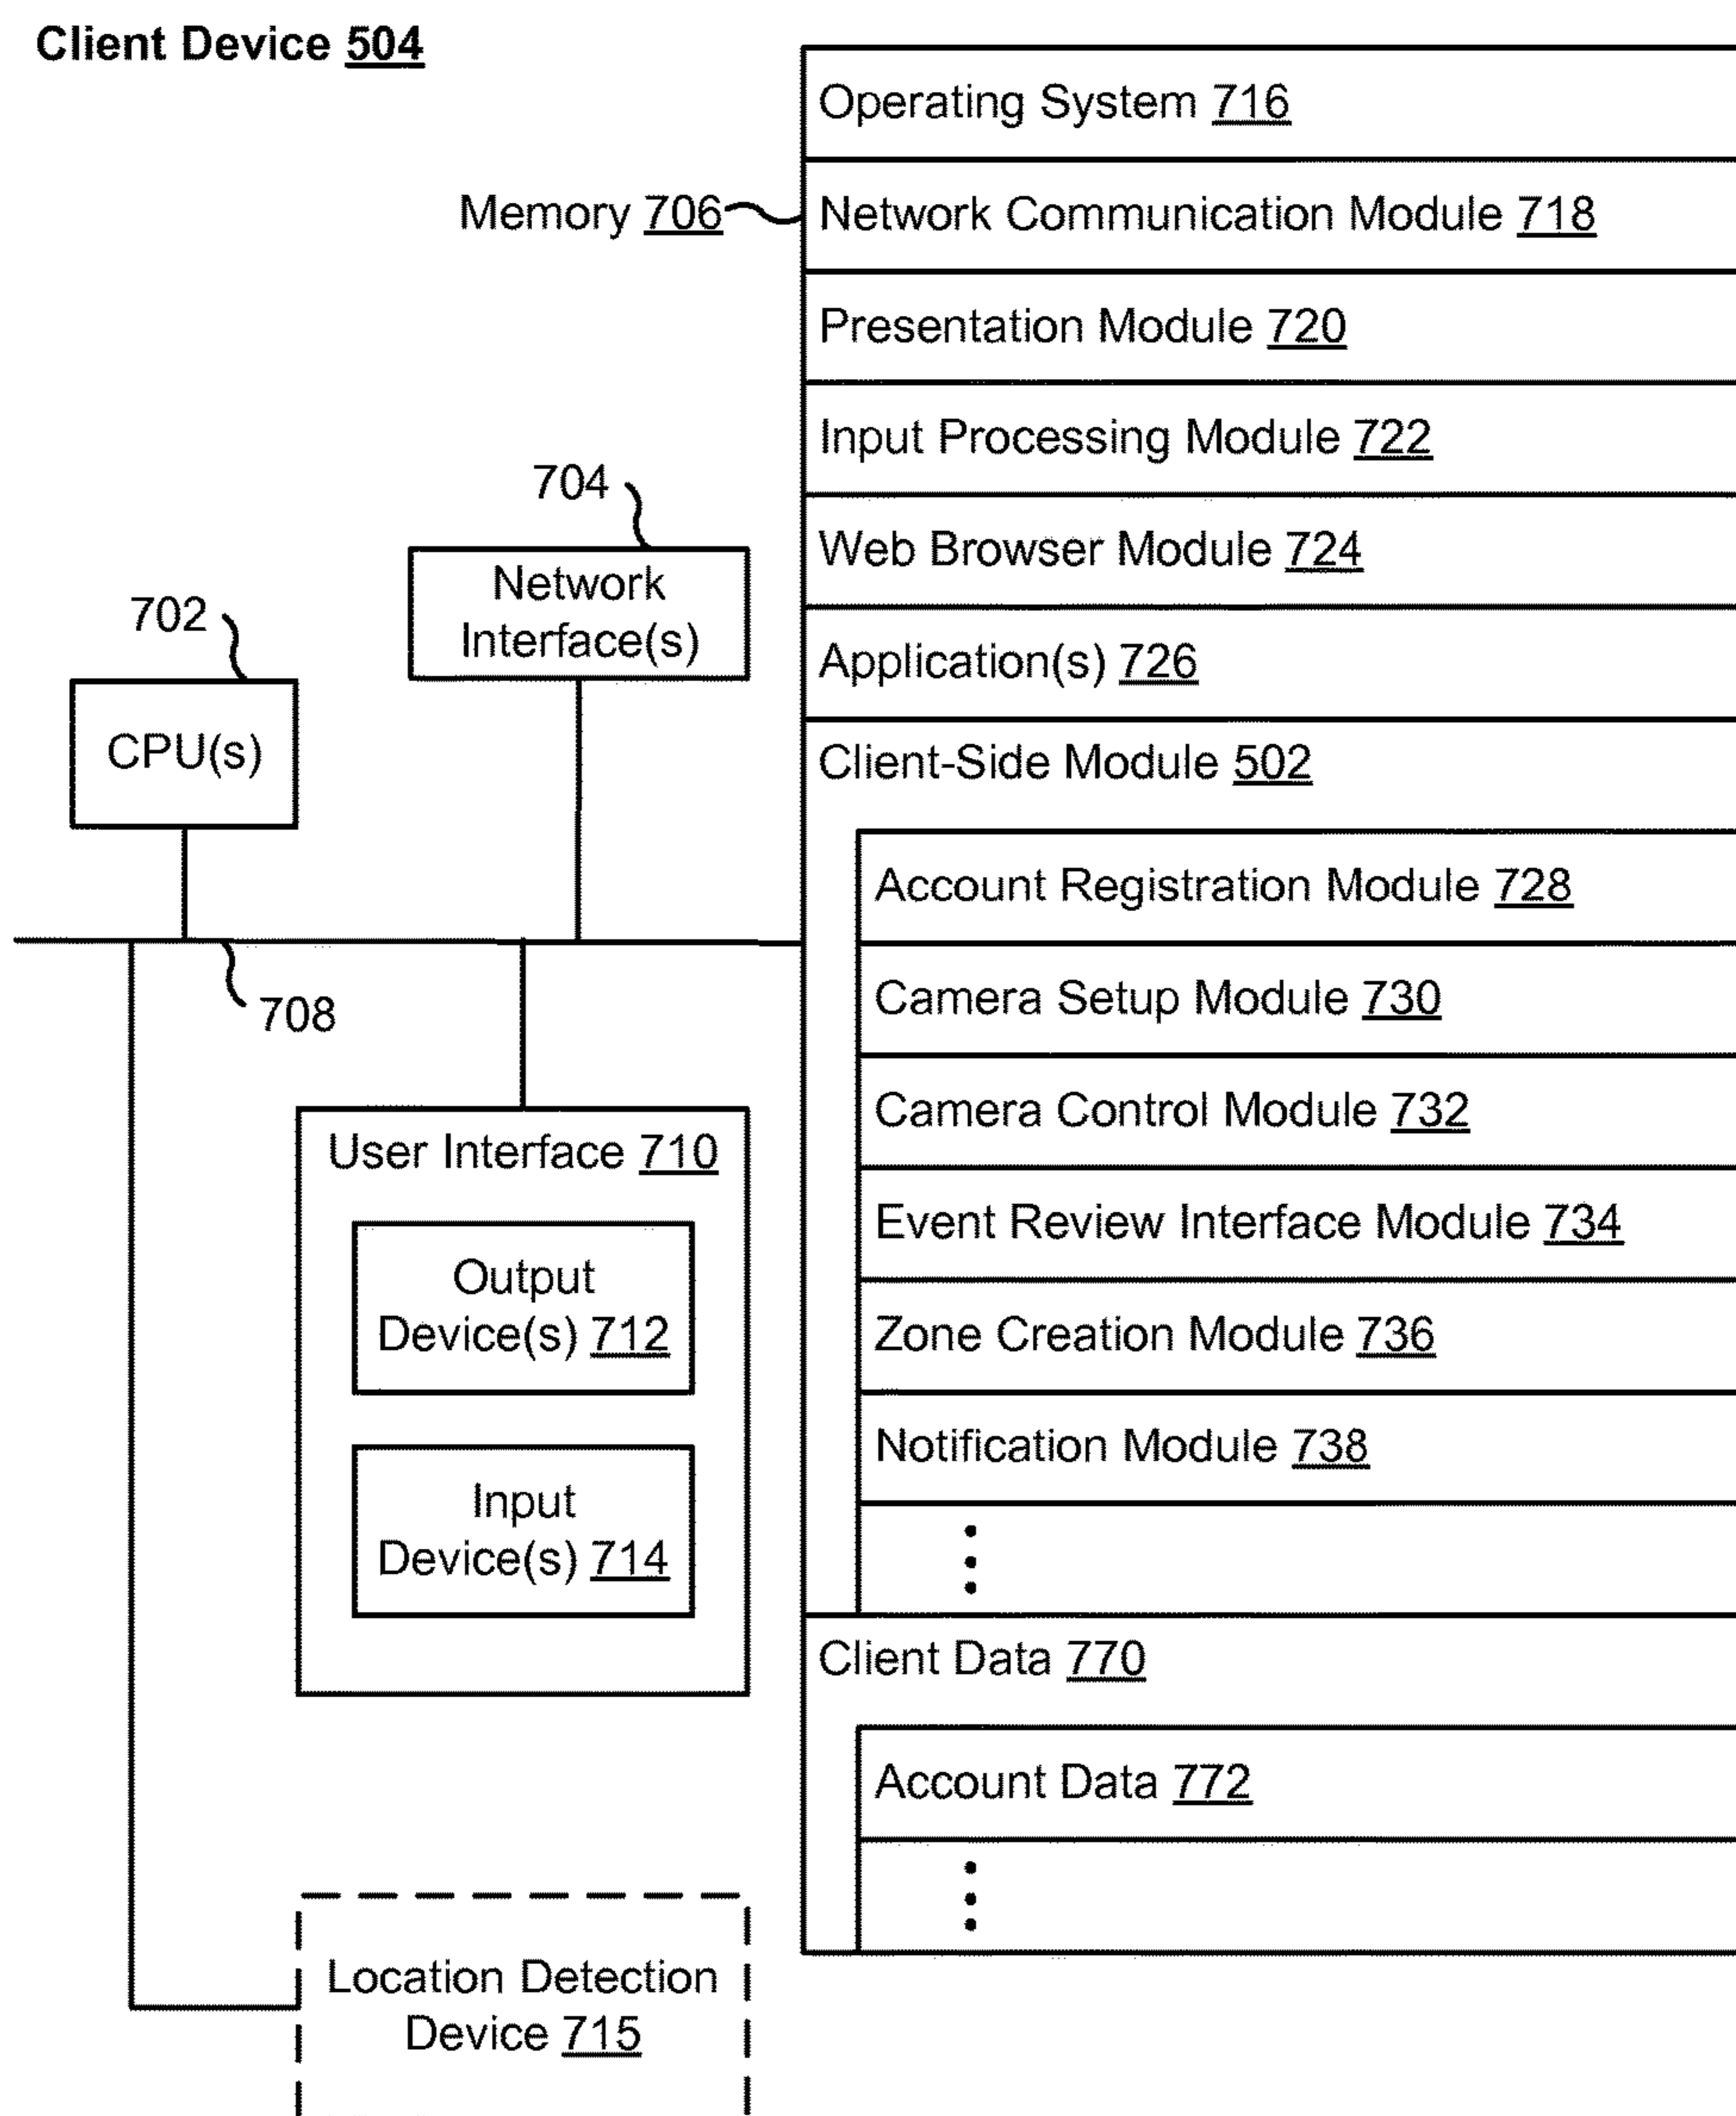 Client Device 504
Operating System 716
Memory 706
Network Communication Module 718
Presentation Module 720
Input Processing Module 722
704
Web Browser Module 724
Network
Interface(s)
702
Application(s) 726
CPU(s)
Client-Side Module 502
Account Registration Module 728
708
Camera Setup Module 730
Camera Control Module 732
User Interface 710
Event Review Interface Module 734
Output
Device(s) 712
Zone Creation Module 736
Notification Module 738
Input
Device(s) 714
Client Data 770
Account Data 772
Location Detection
Device 715